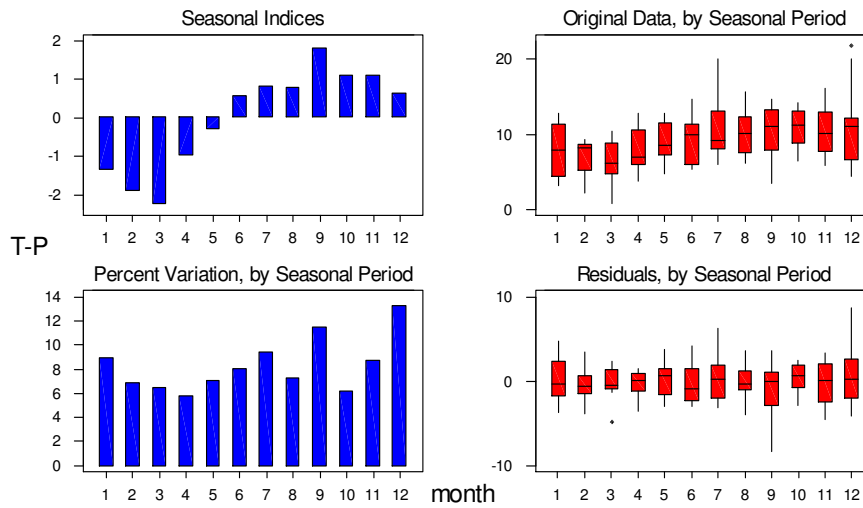 Seasonal Indices
2
1
0
-1
-2
1 2 3 4 5 6 7 8 9 10 11 12
Original Data, by Seasonal Period
20
10
0
1 2 3 4 5 6 7 8 9 10 11 12
T-P
Percent Variation, by Seasonal Period
14
12
10
8
6
4
2
0
1 2 3 4 5 6 7 8 9 10 11 12
Residuals, by Seasonal Period
10
0
-10
1 2 3 4 5 6 7 8 9 10 11 12
month